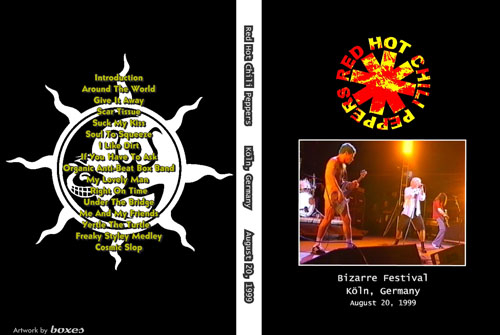 Introduction
Around The World
Give It Away
Scar Tissue
Suck My Kiss
Soul To Squeeze
I Like Dirt
If You Have To Ask
Organic Anti-Beat Box Band
My Lovely Man
Right On Time
Under The Bridge
Me And My Friends
Yertle The Turtle
Freaky Styley Medley
Cosmic Slop
Artwork by boxes
Red Hot Chili Peppers
Köln, Germany
August 20, 1999
RED HOT CHILI PEPPERS
Bizarre Festival
Köln, Germany
August 20, 1999